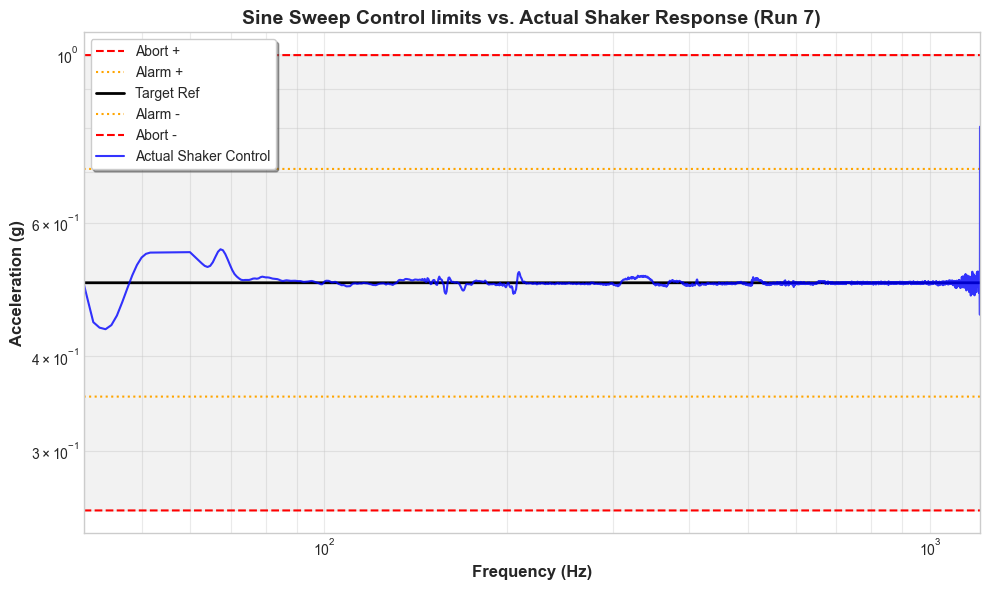 Sine Sweep Control limits vs. Actual Shaker Response (Run 7)
Abort +
Alarm +
Target Ref
Alarm -
Abort -
Actual Shaker Control
Acceleration (g)
10⁰
6 × 10⁻¹
4 × 10⁻¹
3 × 10⁻¹
10²
10³
Frequency (Hz)